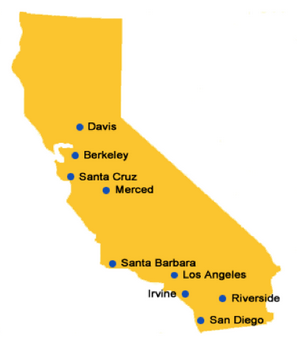 Davis
Berkeley
Santa Cruz
Merced
Santa Barbara
Los Angeles
Irvine
Riverside
San Diego